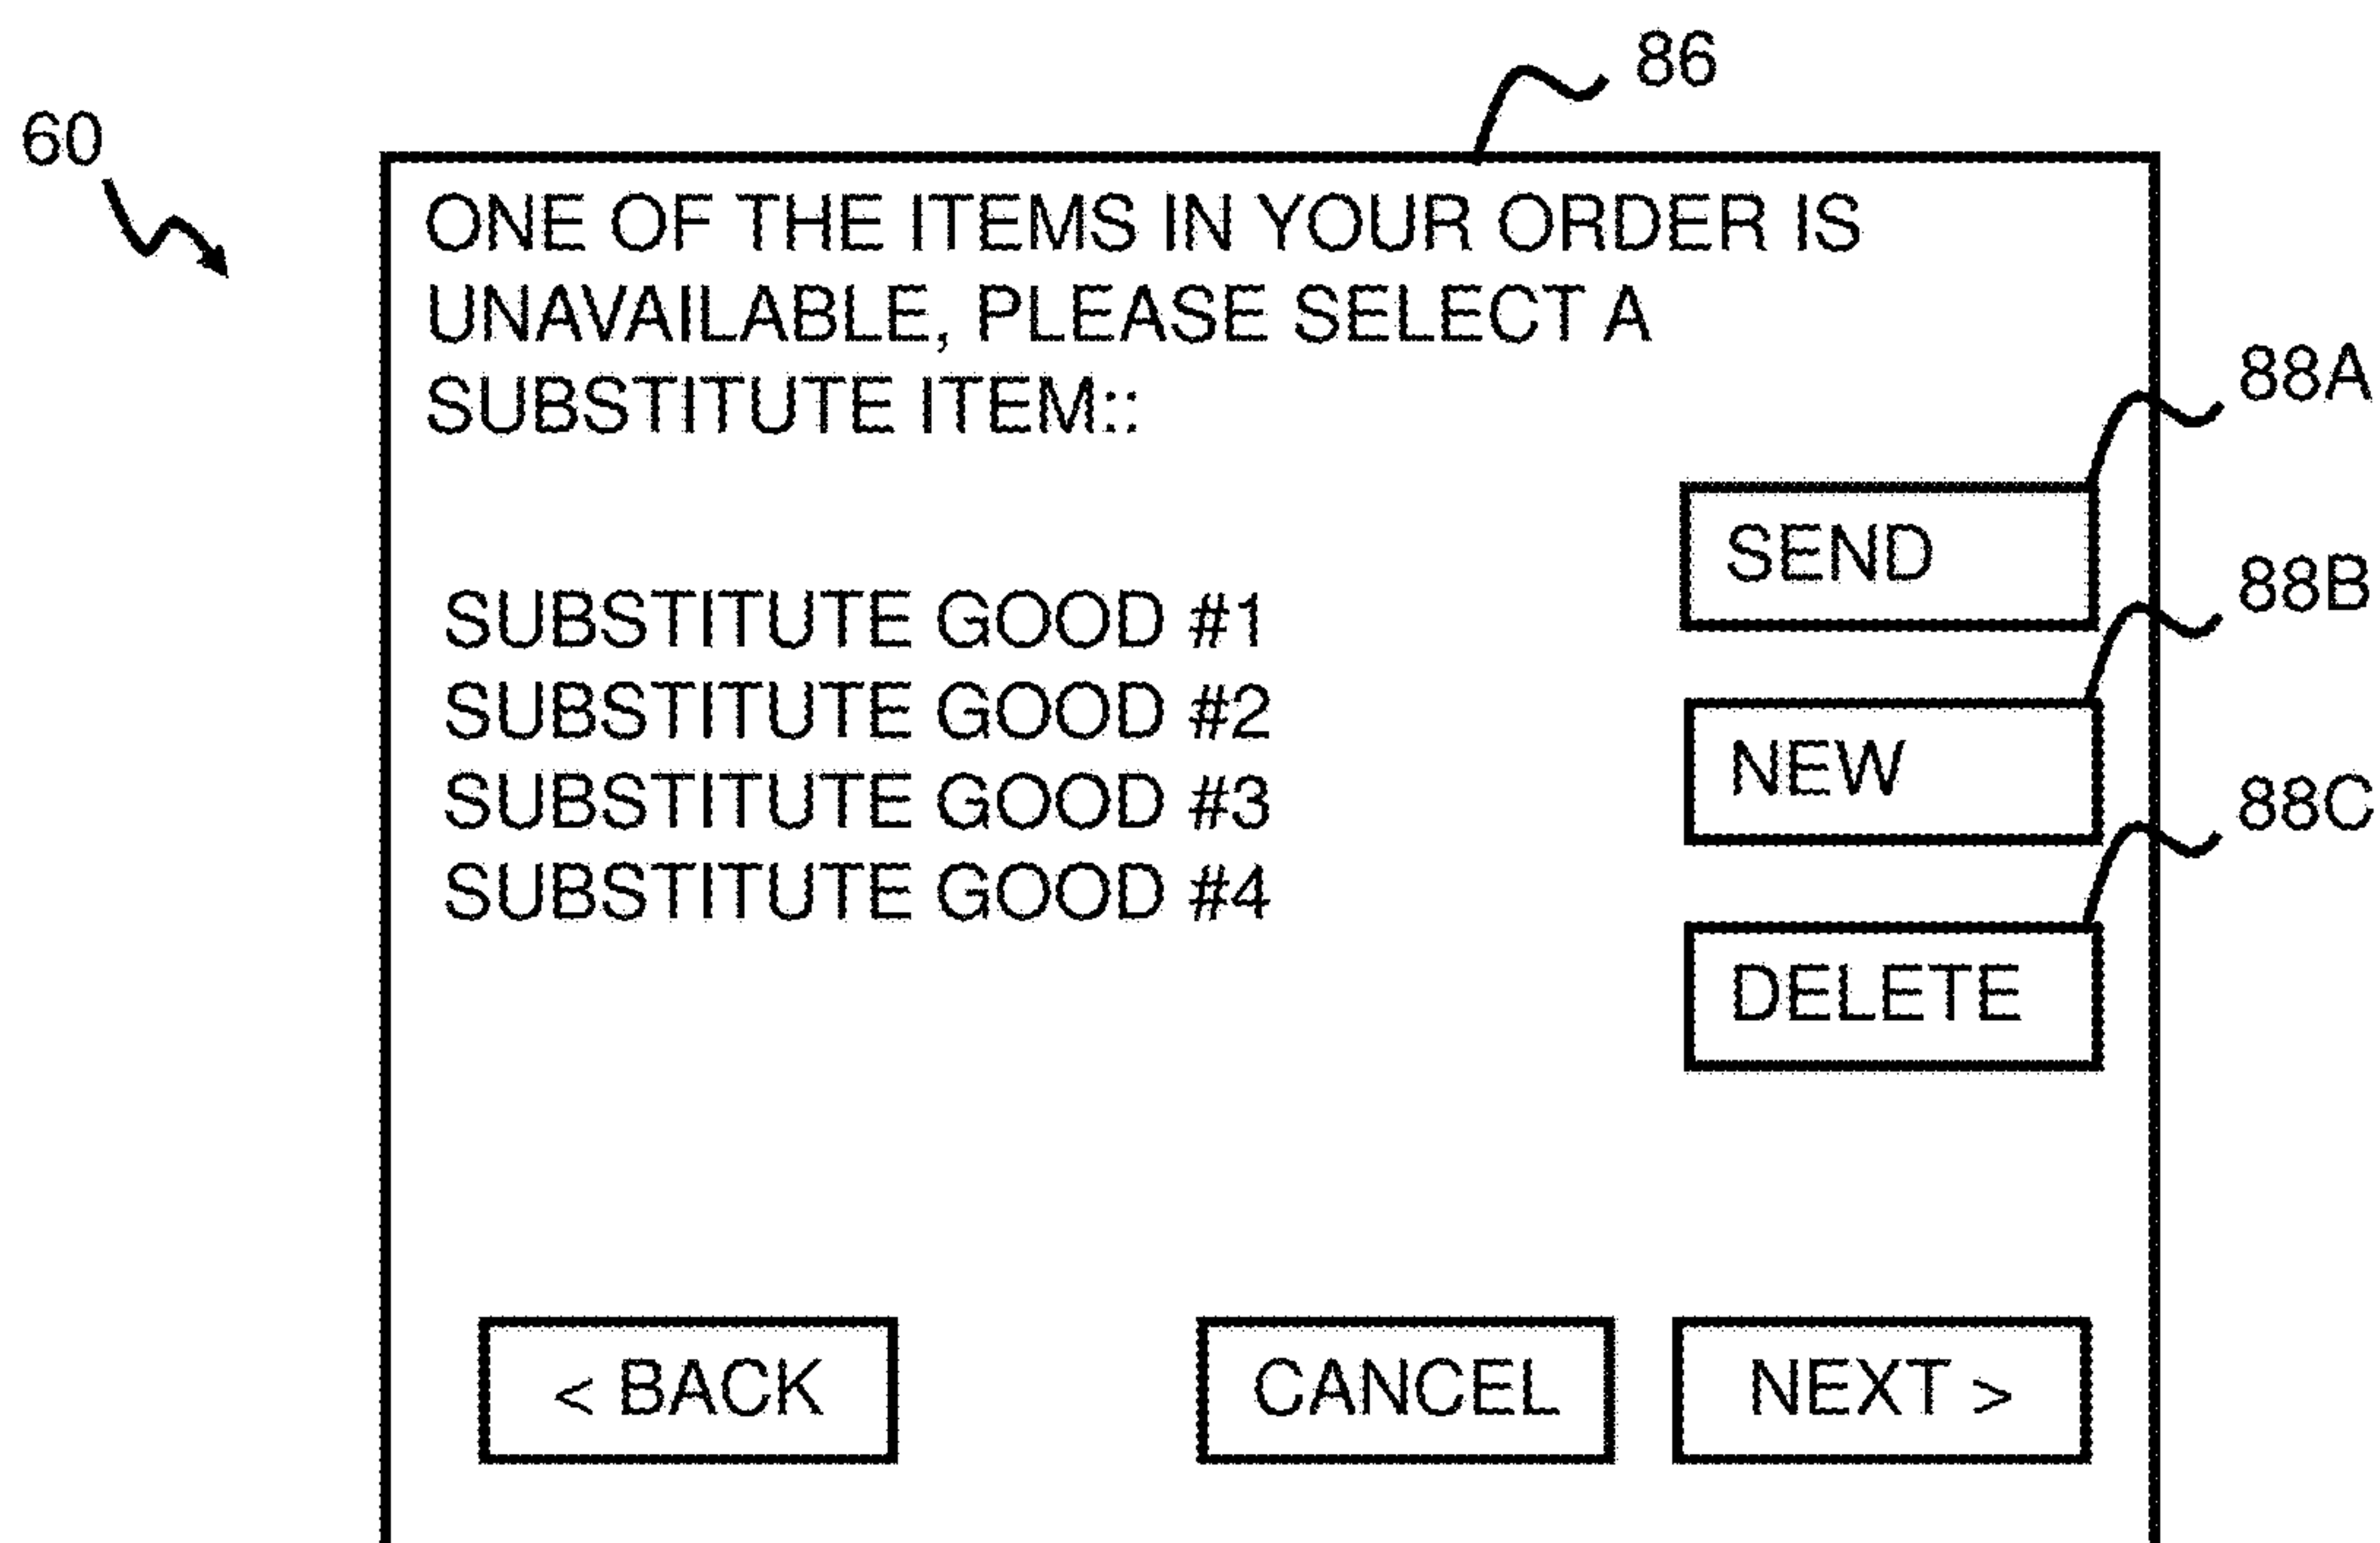 86
60
ONE OF THE ITEMS IN YOUR ORDER IS
UNAVAILABLE, PLEASE SELECT A
SUBSTITUTE ITEM::
88A
SEND
88B
SUBSTITUTE GOOD #1
SUBSTITUTE GOOD #2
NEW
SUBSTITUTE GOOD #3
88C
SUBSTITUTE GOOD #4
DELETE
< BACK
CANCEL
NEXT >